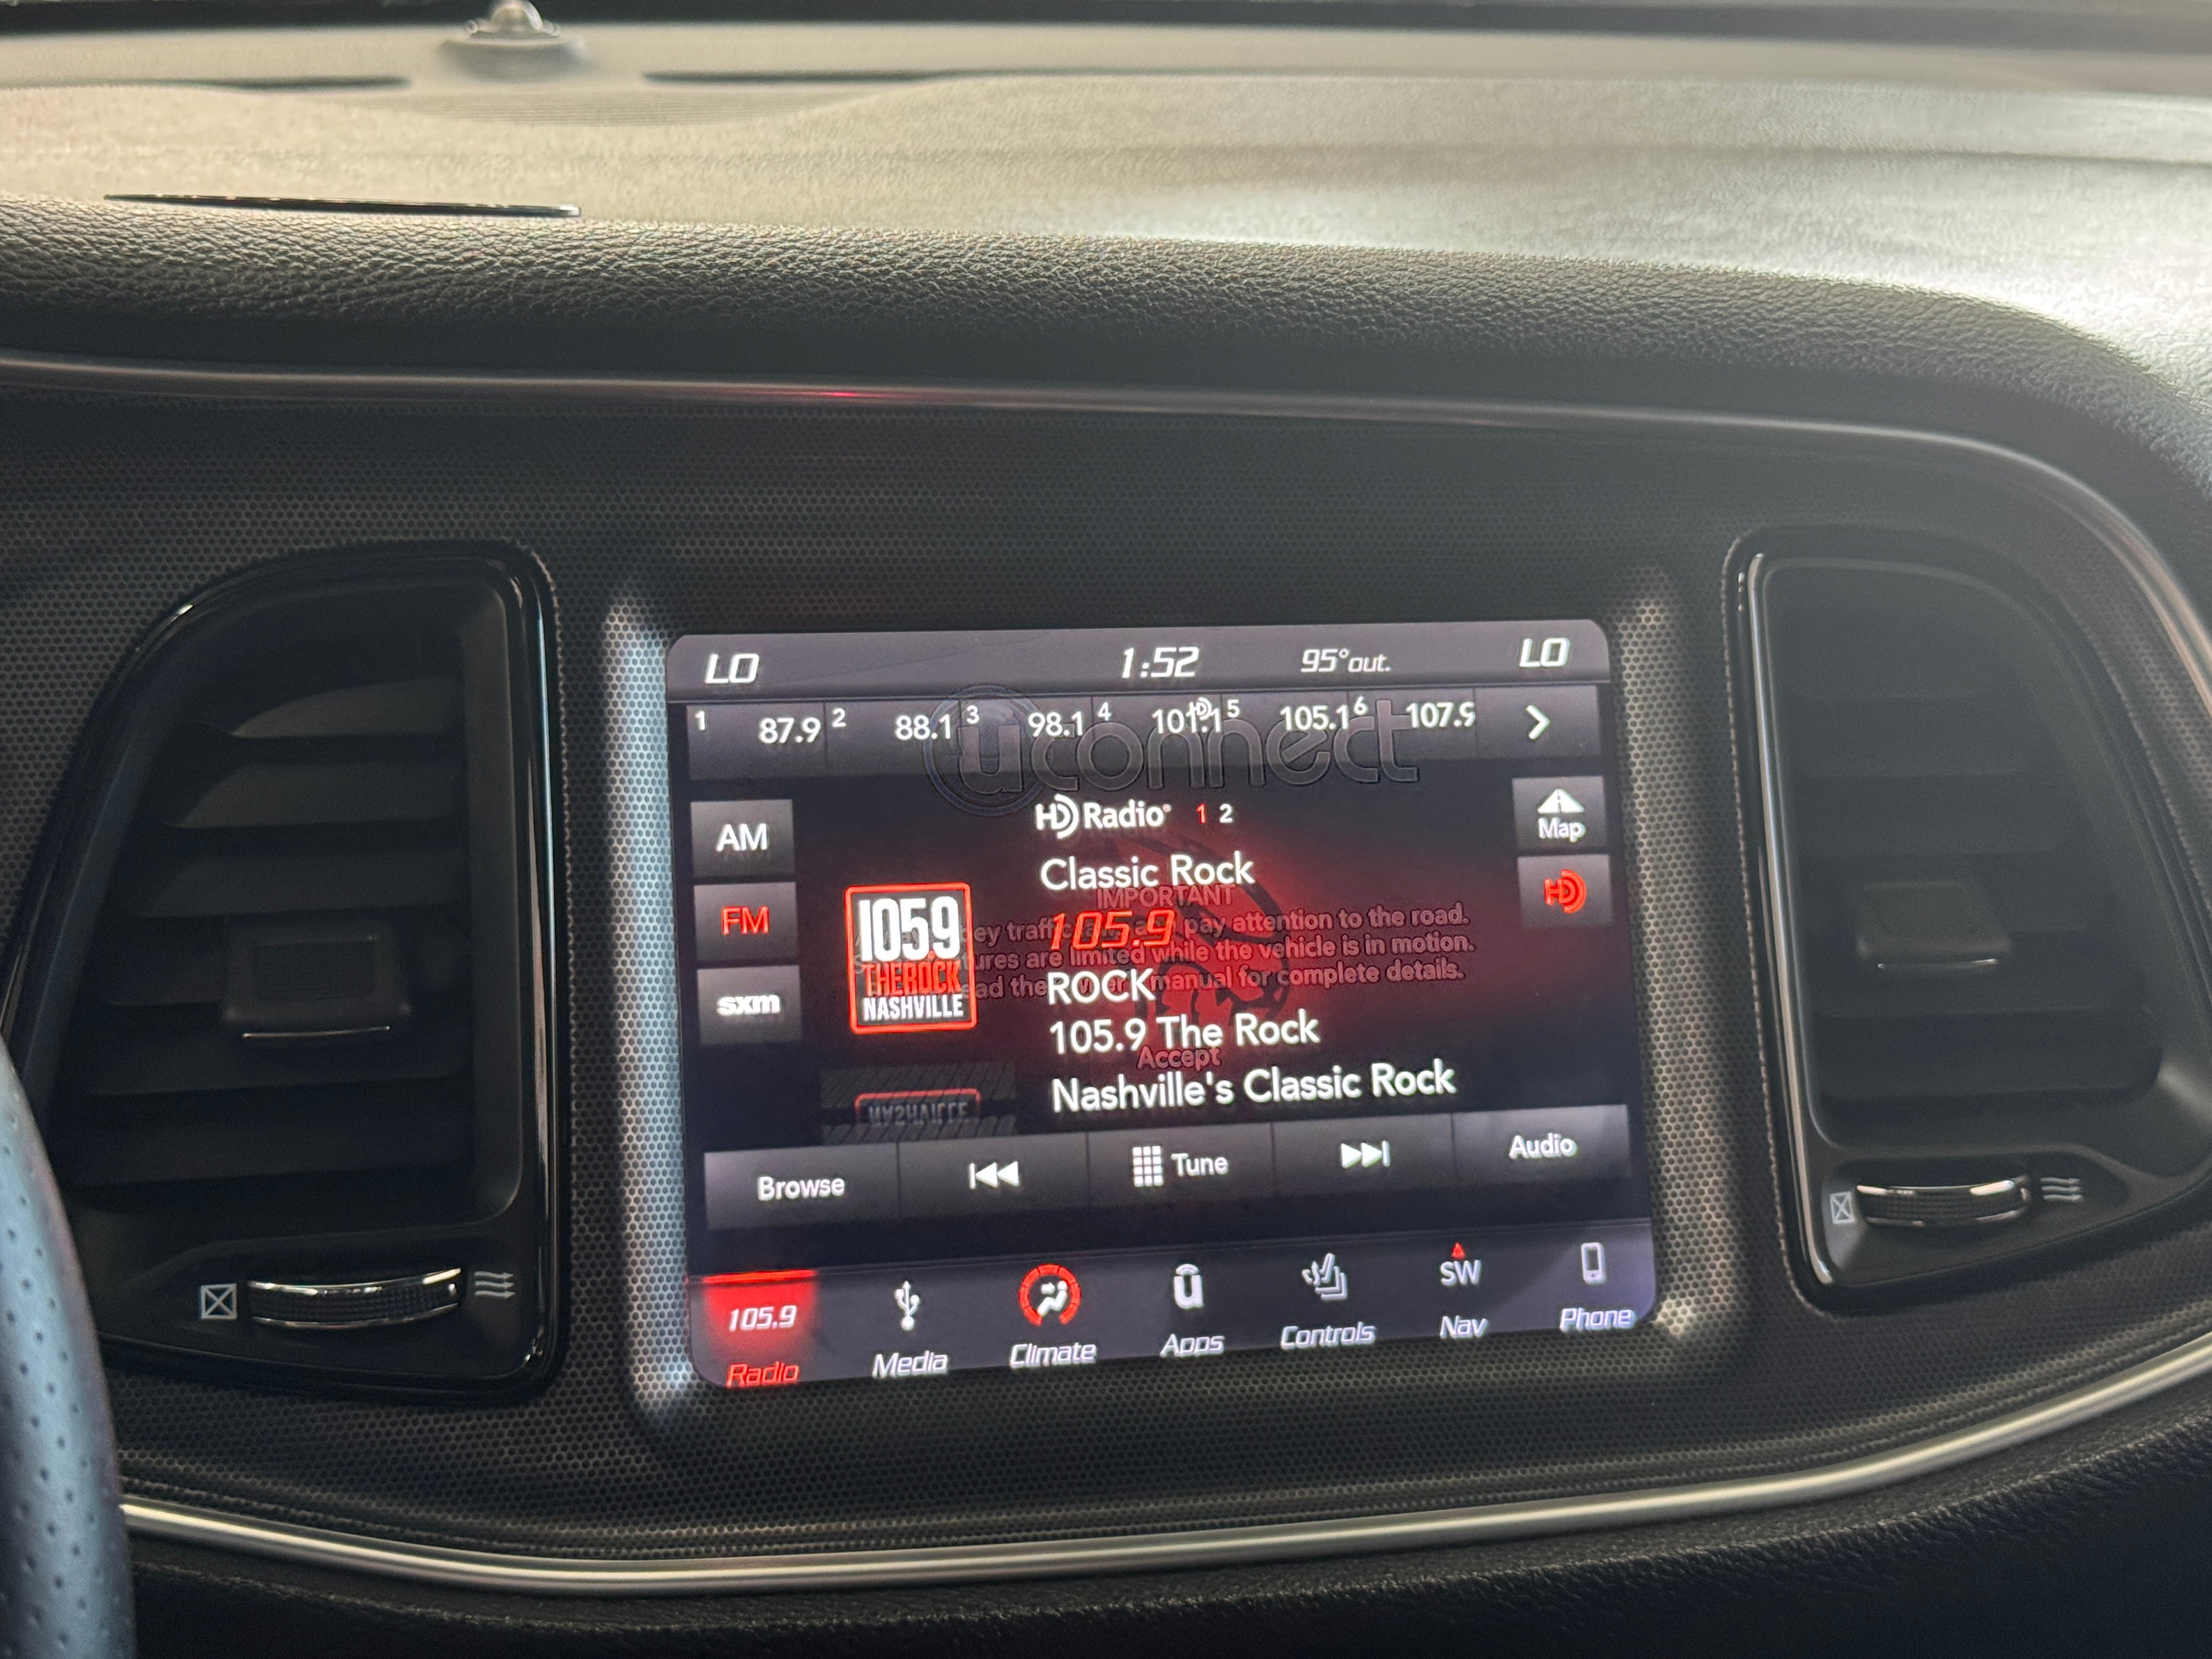 LO 1:52 95°out. LO
1 87.9 2 88.1 3 98.1 4 101.1 5 105.1 6 107.9
uconnect
HD Radio 1 2
Map
AM
Classic Rock
IMPORTANT
FM
HD
105.9
THE ROCK
NASHVILLE
105.9
pay attention to the road.
are limited while the vehicle is in motion.
manual for complete details.
sxm
ROCK
105.9 The Rock
Accept
Nashville's Classic Rock
NASHVILLE
Browse Tune Audio
105.9 SW
Radio Media Climate Apps Controls Nav Phone